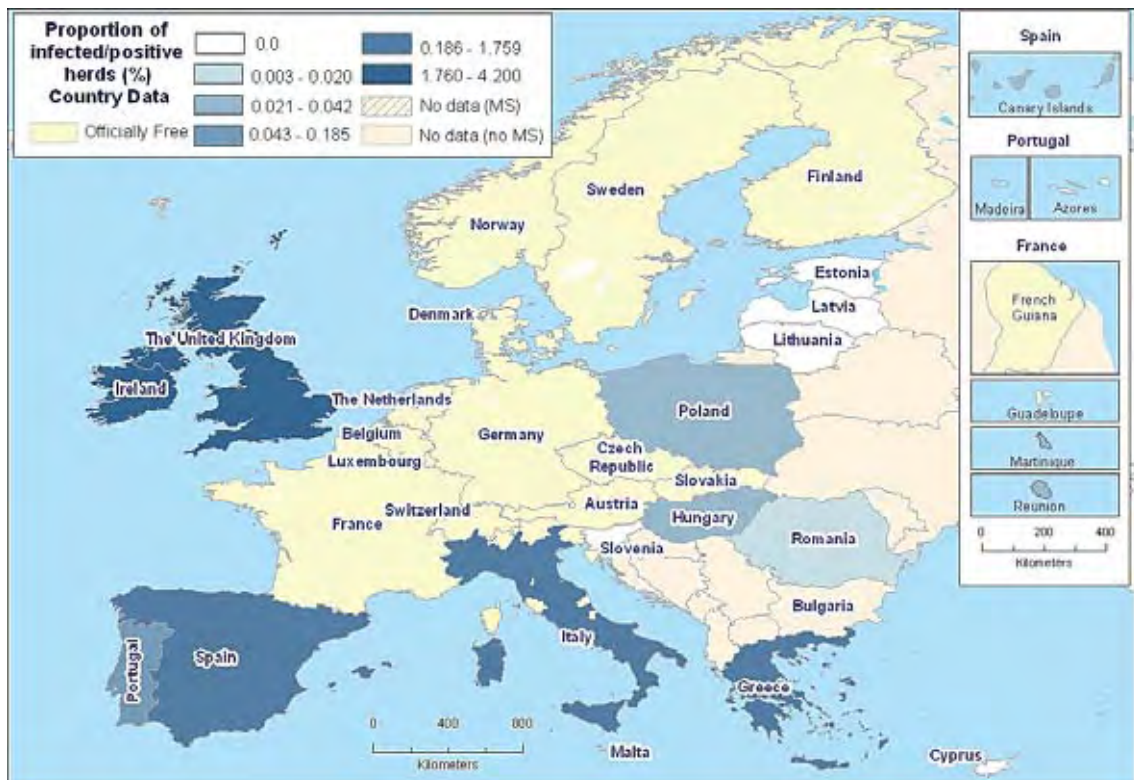 Proportion of
infected/positive
herds (%)
Country Data
Officially Free
0.0
0.003 - 0.020
0.021 - 0.042
0.043 - 0.185
0.186 - 1.759
1.760 - 4.200
No data (MS)
No data (no MS)
Spain
Canary Islands
Portugal
Madeira
Azores
France
French
Guiana
Guadeloupe
Martinique
Reunion
0 200 400
Kilometers
Finland
Sweden
Norway
Estonia
Latvia
Lithuania
Denmark
The United Kingdom
Ireland
The Netherlands
Belgium
Luxembourg
Germany
Poland
Czech
Republic
Slovakia
Austria
Switzerland
France
Hungary
Romania
Slovenia
Bulgaria
Italy
Spain
Portugal
Greece
Malta
Cyprus
0 400 800
Kilometers